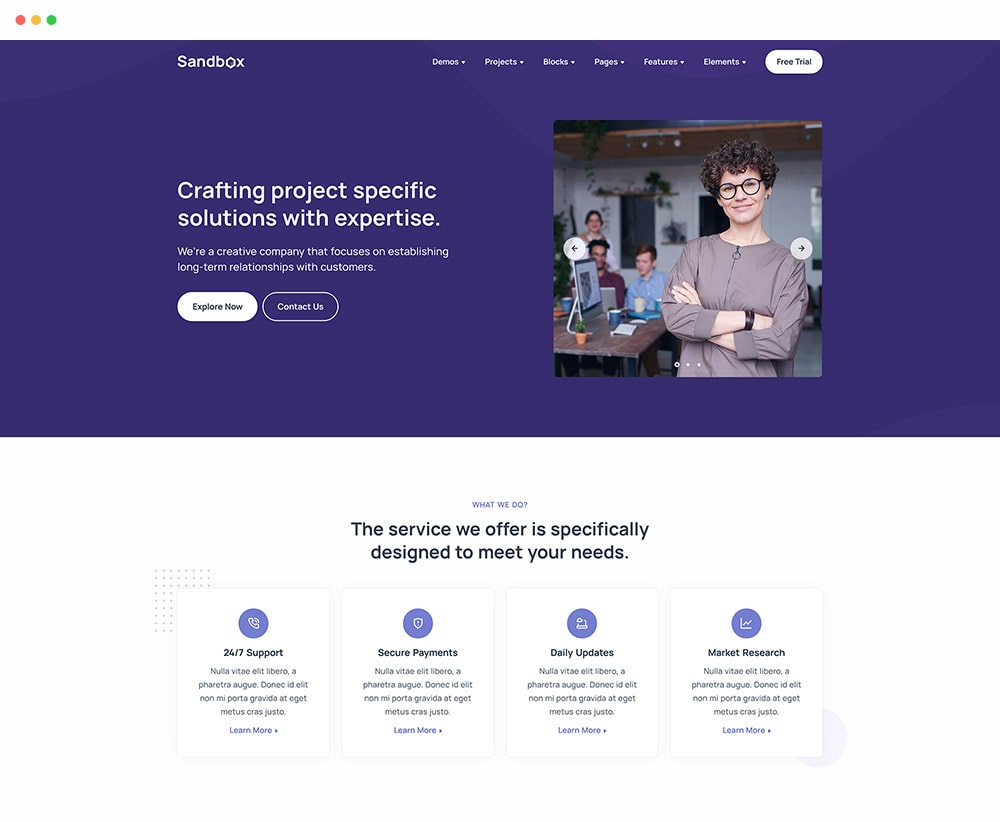 Sandbox
Demos
Projects
Blocks
Pages
Features
Elements
Free Trial
Crafting project specific
solutions with expertise.
We're a creative company that focuses on establishing
long-term relationships with customers.
Explore Now
Contact Us
WHAT WE DO?
The service we offer is specifically
designed to meet your needs.
24/7 Support
Nulla vitae elit libero, a
pharetra augue. Donec id elit
non mi porta gravida at eget
metus cras justo.
Learn More
Secure Payments
Nulla vitae elit libero, a
pharetra augue. Donec id elit
non mi porta gravida at eget
metus cras justo.
Learn More
Daily Updates
Nulla vitae elit libero, a
pharetra augue. Donec id elit
non mi porta gravida at eget
metus cras justo.
Learn More
Market Research
Nulla vitae elit libero, a
pharetra augue. Donec id elit
non mi porta gravida at eget
metus cras justo.
Learn More